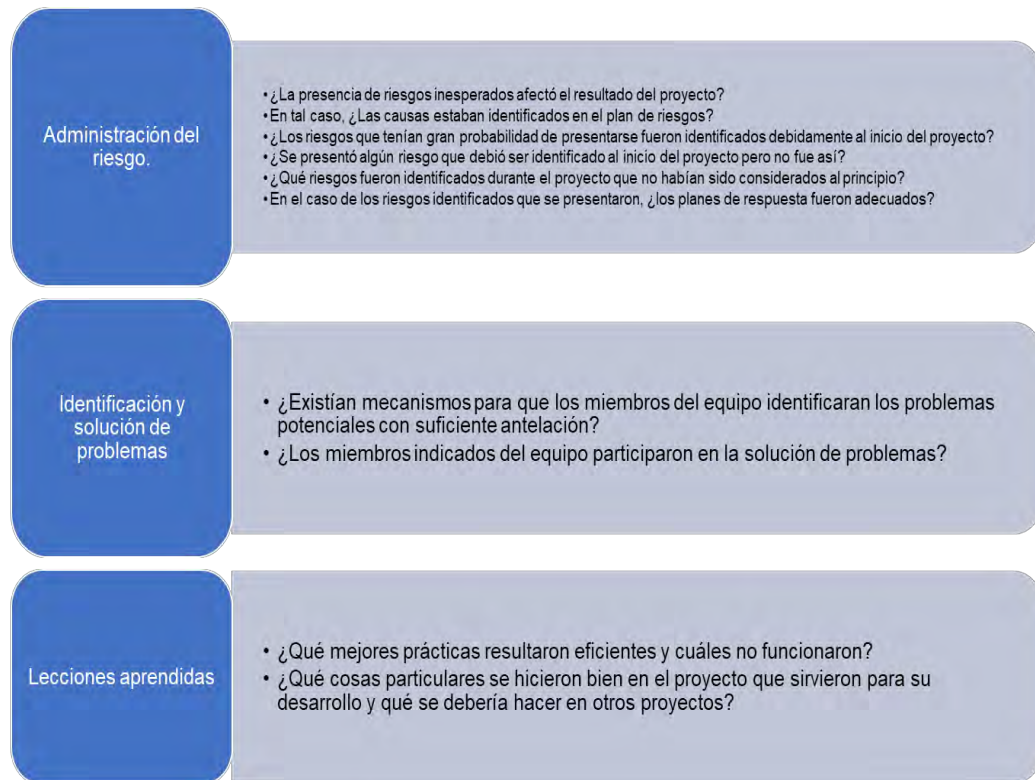 Administración del
riesgo.
• ¿La presencia de riesgos inesperados afectó el resultado del proyecto?
• En tal caso, ¿Las causas estaban identificados en el plan de riesgos?
• ¿Los riesgos que tenían gran probabilidad de presentarse fueron identificados debidamente al inicio del proyecto?
• ¿Se presentó algún riesgo que debió ser identificado al inicio del proyecto pero no fue así?
• ¿Qué riesgos fueron identificados durante el proyecto que no habían sido considerados al principio?
• En el caso de los riesgos identificados que se presentaron, ¿los planes de respuesta fueron adecuados?
Identificación y
solución de
problemas
• ¿Existían mecanismos para que los miembros del equipo identificaran los problemas
potenciales con suficiente antelación?
• ¿Los miembros indicados del equipo participaron en la solución de problemas?
Lecciones aprendidas
• ¿Qué mejores prácticas resultaron eficientes y cuáles no funcionaron?
• ¿Qué cosas particulares se hicieron bien en el proyecto que sirvieron para su
desarrollo y qué se debería hacer en otros proyectos?